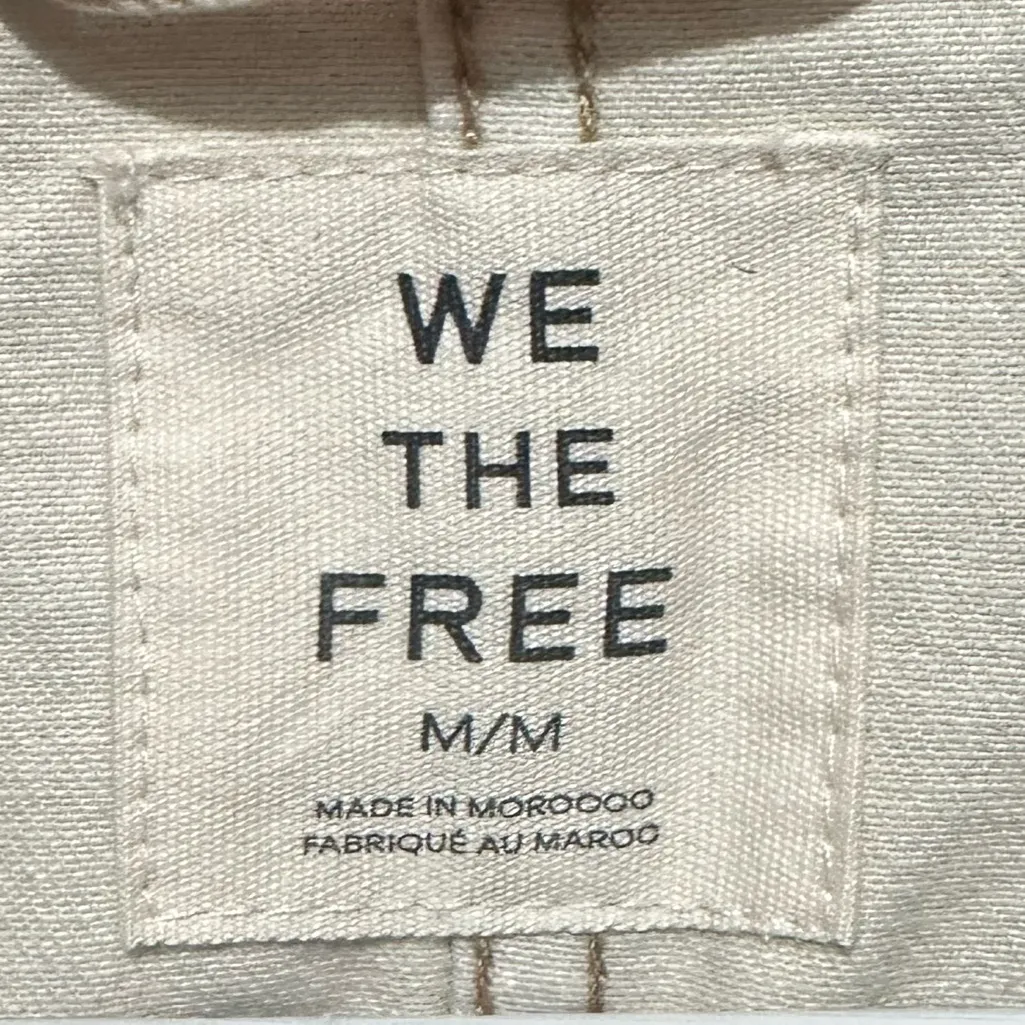 WE
THE
FREE
M/M
MADE IN MOROCCO
FABRIQUÉ AU MAROC